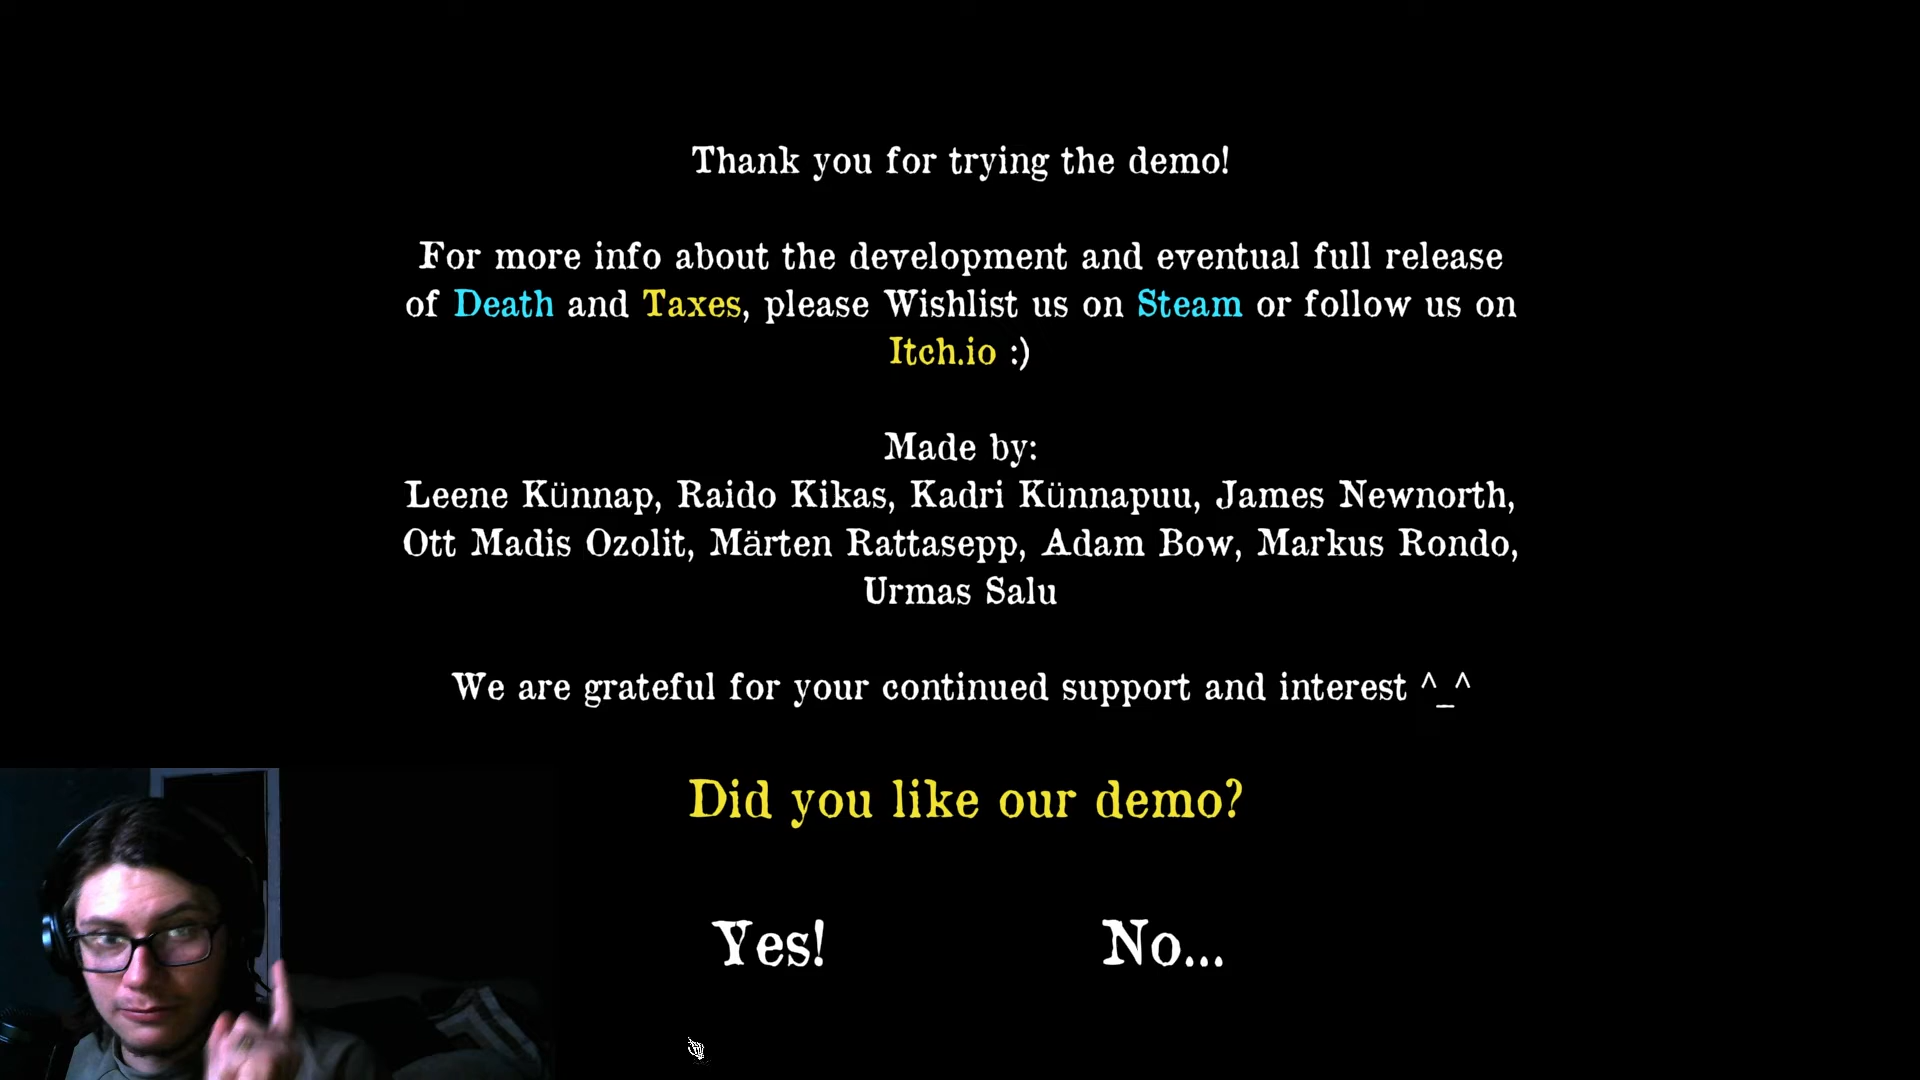 Thank you for trying the demo!
For more info about the development and eventual full release
of Death and Taxes, please Wishlist us on Steam or follow us on
Itch.io :)
Made by:
Leene Künnap, Raido Kikas, Kadri Künnapuu, James Newnorth,
Ott Madis Ozolit, Märten Rattasepp, Adam Bow, Markus Rondo,
Urmas Salu
We are grateful for your continued support and interest ^_^
Did you like our demo?
Yes! No...